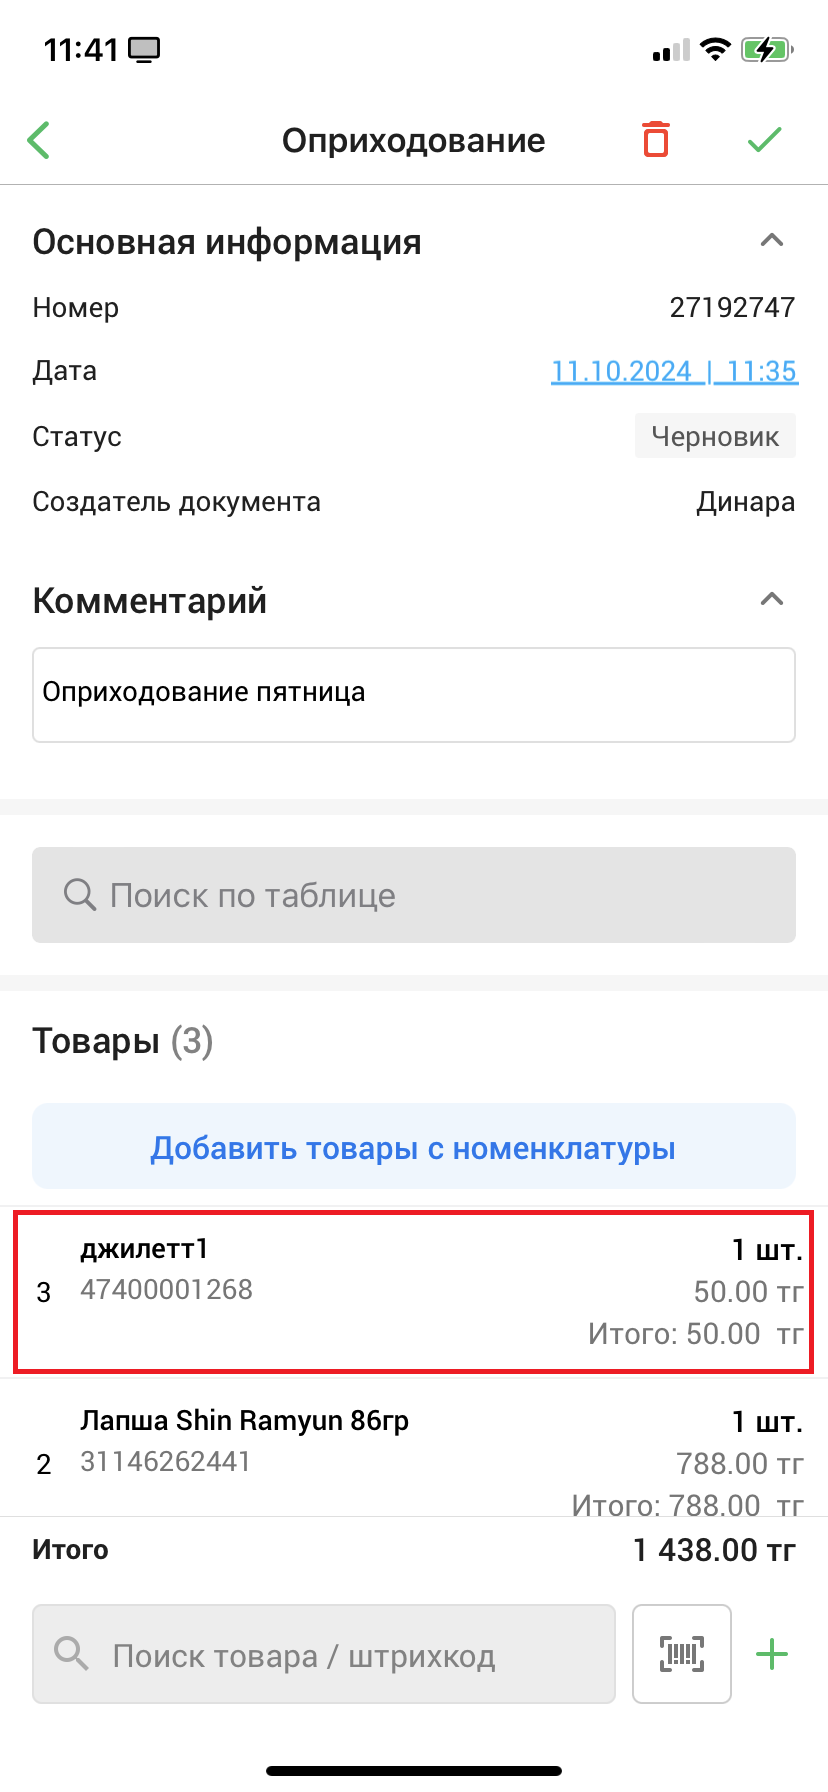 11:41
Оприходование
Основная информация
Номер 27192747
Дата 11.10.2024 | 11:35
Статус Черновик
Создатель документа Динара
Комментарий
Оприходование пятница
Поиск по таблице
Товары (3)
Добавить товары с номенклатуры
джилетт1 1 шт.
3 47400001268 50.00 тг
Итого: 50.00 тг
Лапша Shin Ramyun 86гр 1 шт.
2 31146262441 788.00 тг
Итого: 788.00 тг
Итого 1 438.00 тг
Поиск товара / штрихкод